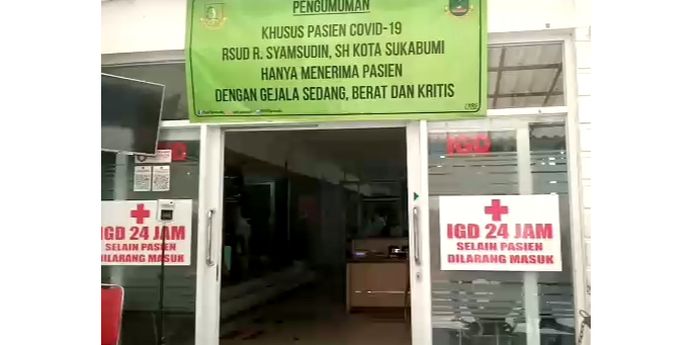 PENGUMUMAN
KHUSUS PASIEN COVID-19
RSUD R. SYAMSUDIN, SH KOTA SUKABUMI
HANYA MENERIMA PASIEN
DENGAN GEJALA SEDANG, BERAT DAN KRITIS
IGD
IGD 24 JAM
SELAIN PASIEN
DILARANG MASUK
IGD 24 JAM
SELAIN PASIEN
DILARANG MASUK